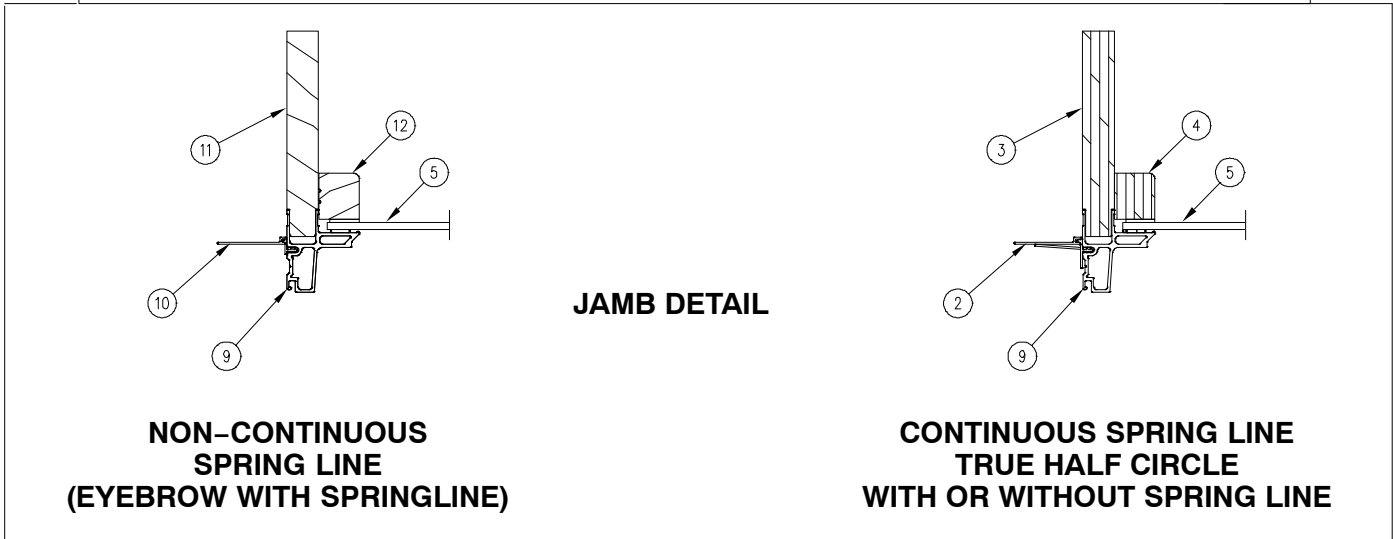 11
12
5
10
9
JAMB DETAIL
3
4
5
2
9
NON–CONTINUOUS
SPRING LINE
(EYEBROW WITH SPRINGLINE)
CONTINUOUS SPRING LINE
TRUE HALF CIRCLE
WITH OR WITHOUT SPRING LINE